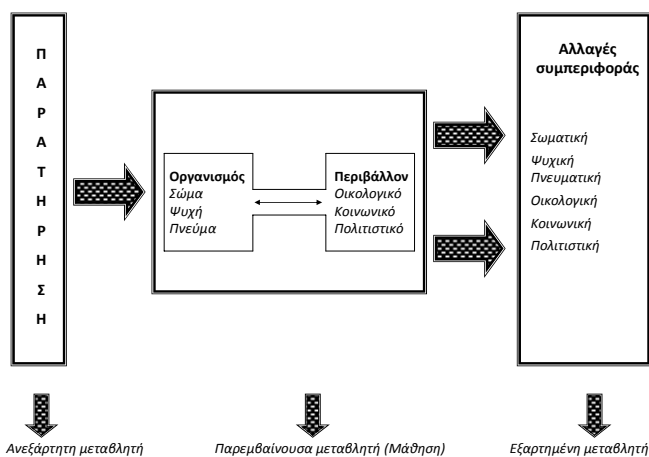 Π
Α
Ρ
Α
Τ
Η
Ρ
Η
Σ
Η
Οργανισμός
Σώμα
Ψυχή
Πνεύμα
Περιβάλλον
Οικολογικό
Κοινωνικό
Πολιτιστικό
Αλλαγές
συμπεριφοράς
Σωματική
Ψυχική
Πνευματική
Οικολογική
Κοινωνική
Πολιτιστική
Ανεξάρτητη μεταβλητή
Παρεμβαίνουσα μεταβλητή (Μάθηση)
Εξαρτημένη μεταβλητή